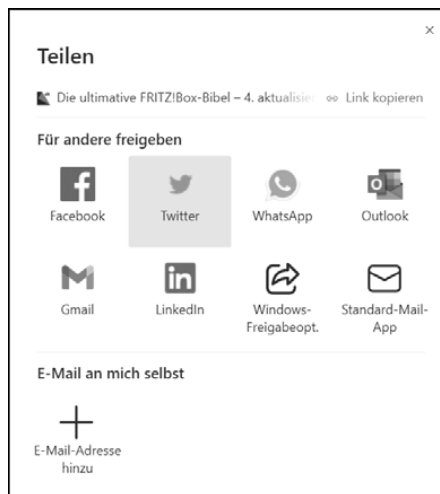 Teilen
Die ultimative FRITZ!Box-Bibel – 4. aktualisie
Link kopieren
Für andere freigeben
Facebook
Twitter
WhatsApp
Outlook
Gmail
LinkedIn
Windows-
Freigabeopt.
Standard-Mail-
App
E-Mail an mich selbst
E-Mail-Adresse
hinzu